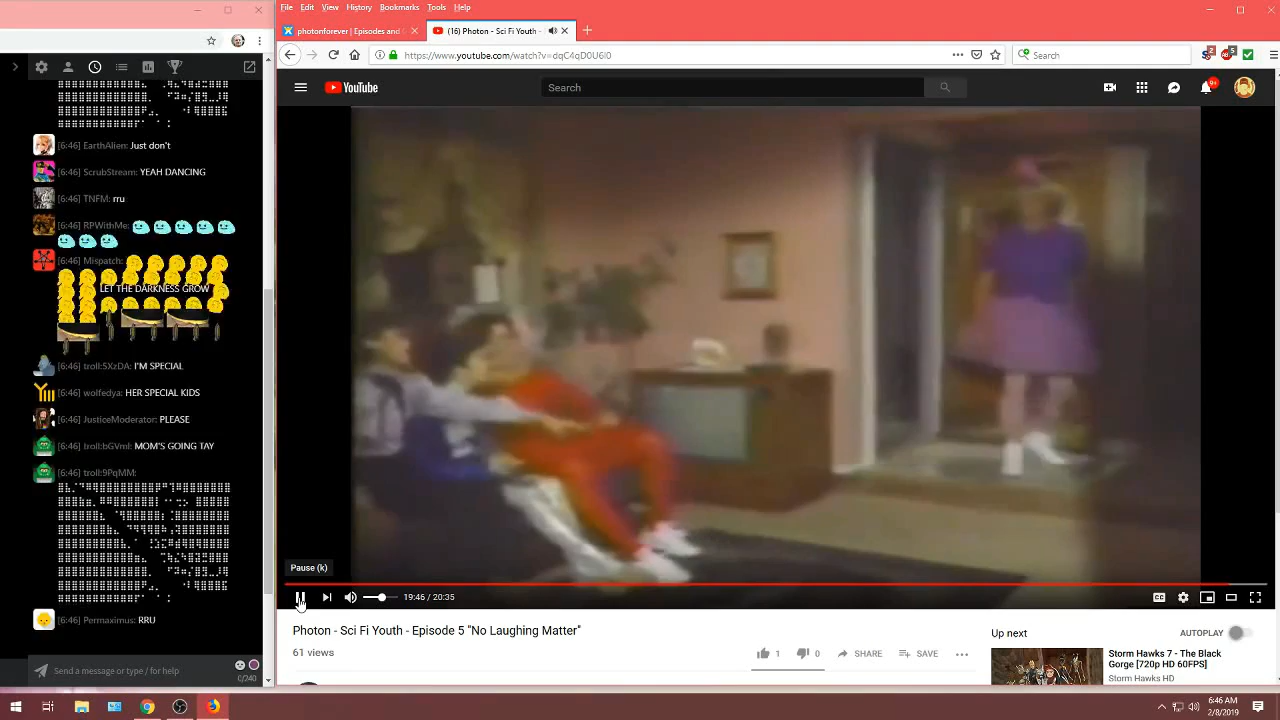 File Edit View History Bookmarks Tools Help
photonforever | Episodes and
(16) Photon - Sci Fi Youth -
https://www.youtube.com/watch?v=dqC4qD0U6I0
Search
2
5
YouTube
Search
9+
[6:46] EarthAlien: Just don't
[6:46] ScrubStream: YEAH DANCING
[6:46] TNFM: rru
[6:46] RPWithMe:
[6:46] Mispatch:
LET THE DARKNESS GROW
[6:46] troll:5XzDA: I'M SPECIAL
[6:46] wolfedya: HER SPECIAL KIDS
[6:46] JusticeModerator: PLEASE
[6:46] troll:bGVml: MOM'S GOING TAY
[6:46] troll:9PqMM:
[6:46] Permaximus: RRU
Send a message or type / for help
0/240
Pause (k)
19:46 / 20:35
Photon - Sci Fi Youth - Episode 5 "No Laughing Matter"
61 views
1
0
SHARE
SAVE
Up next
AUTOPLAY
Storm Hawks 7 - The Black
Gorge [720p HD 60FPS]
Storm Hawks HD
6:46 AM
2/8/2019